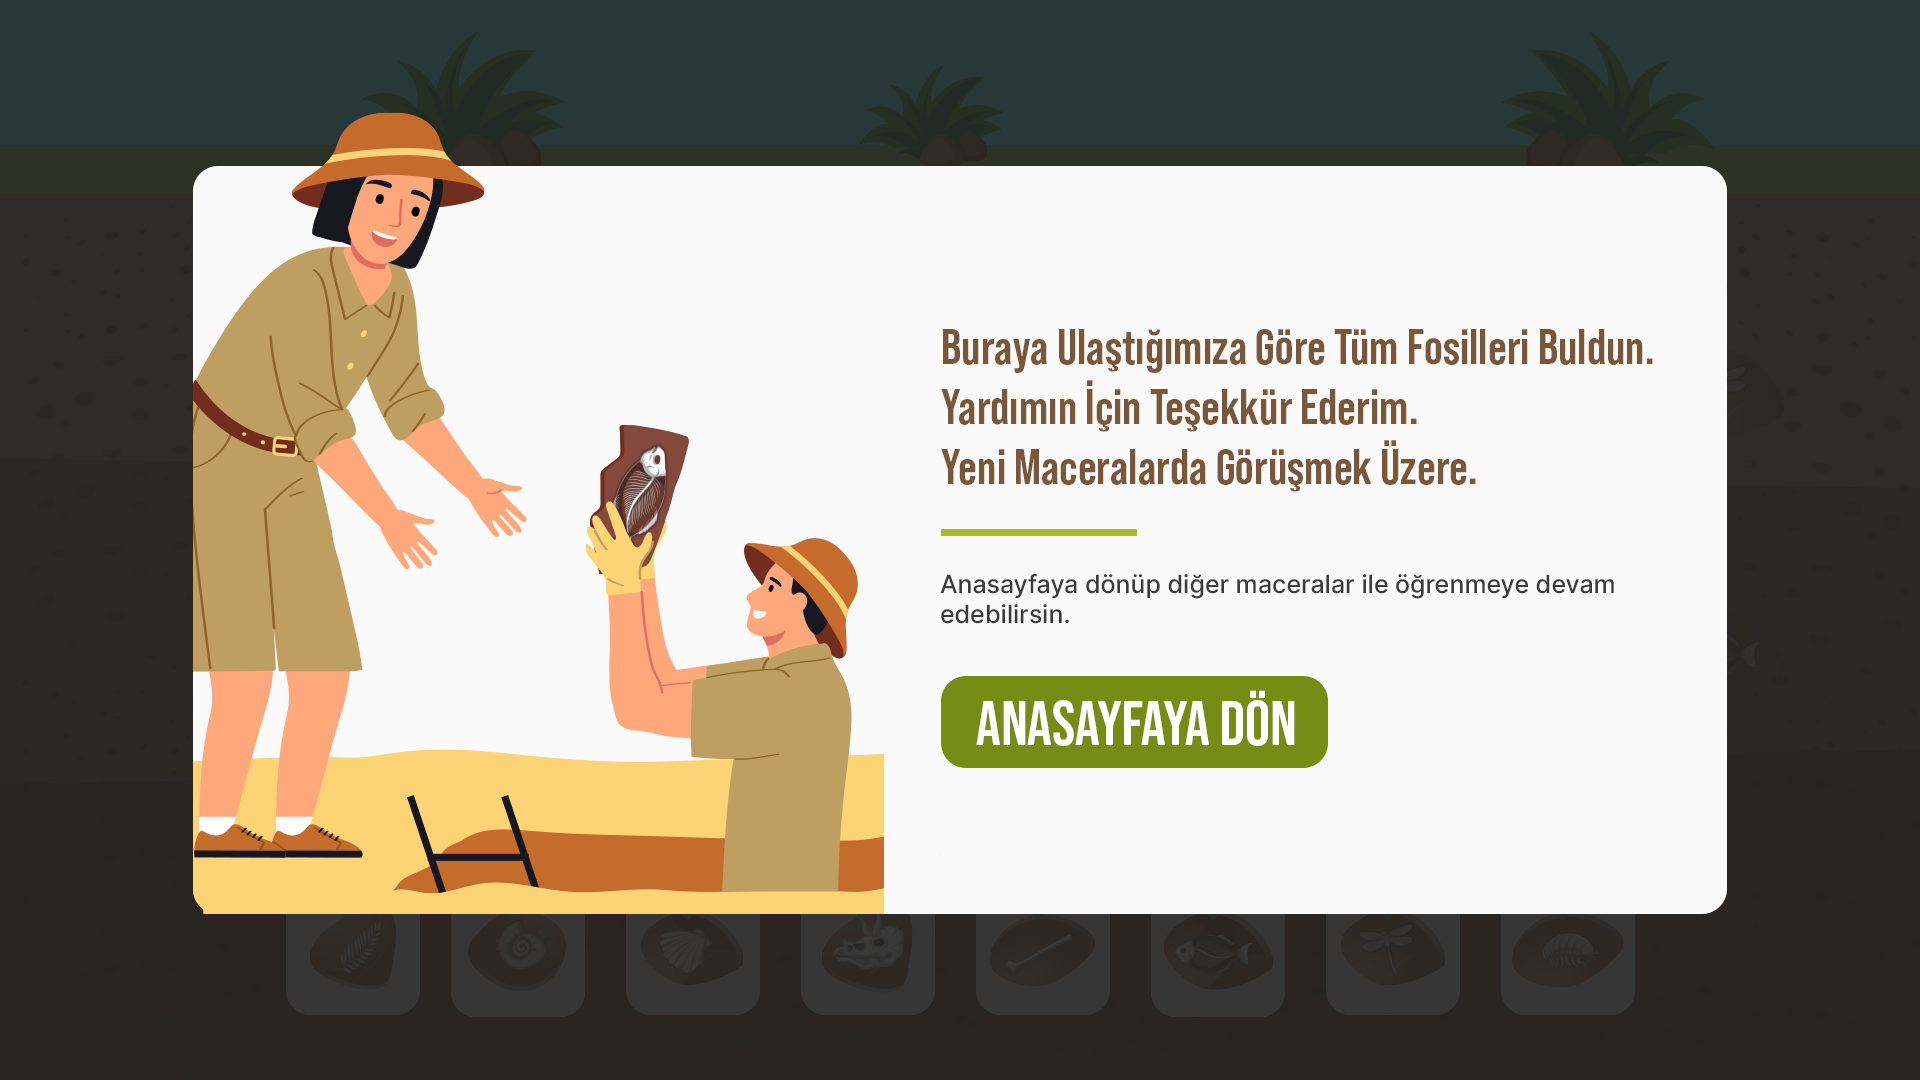 Buraya Ulaştığımıza Göre Tüm Fosilleri Buldun.
Yardımın İçin Teşekkür Ederim.
Yeni Maceralarda Görüşmek Üzere.
Anasayfaya dönüp diğer maceralar ile öğrenmeye devam
edebilirsin.
ANASAYFAYA DÖN